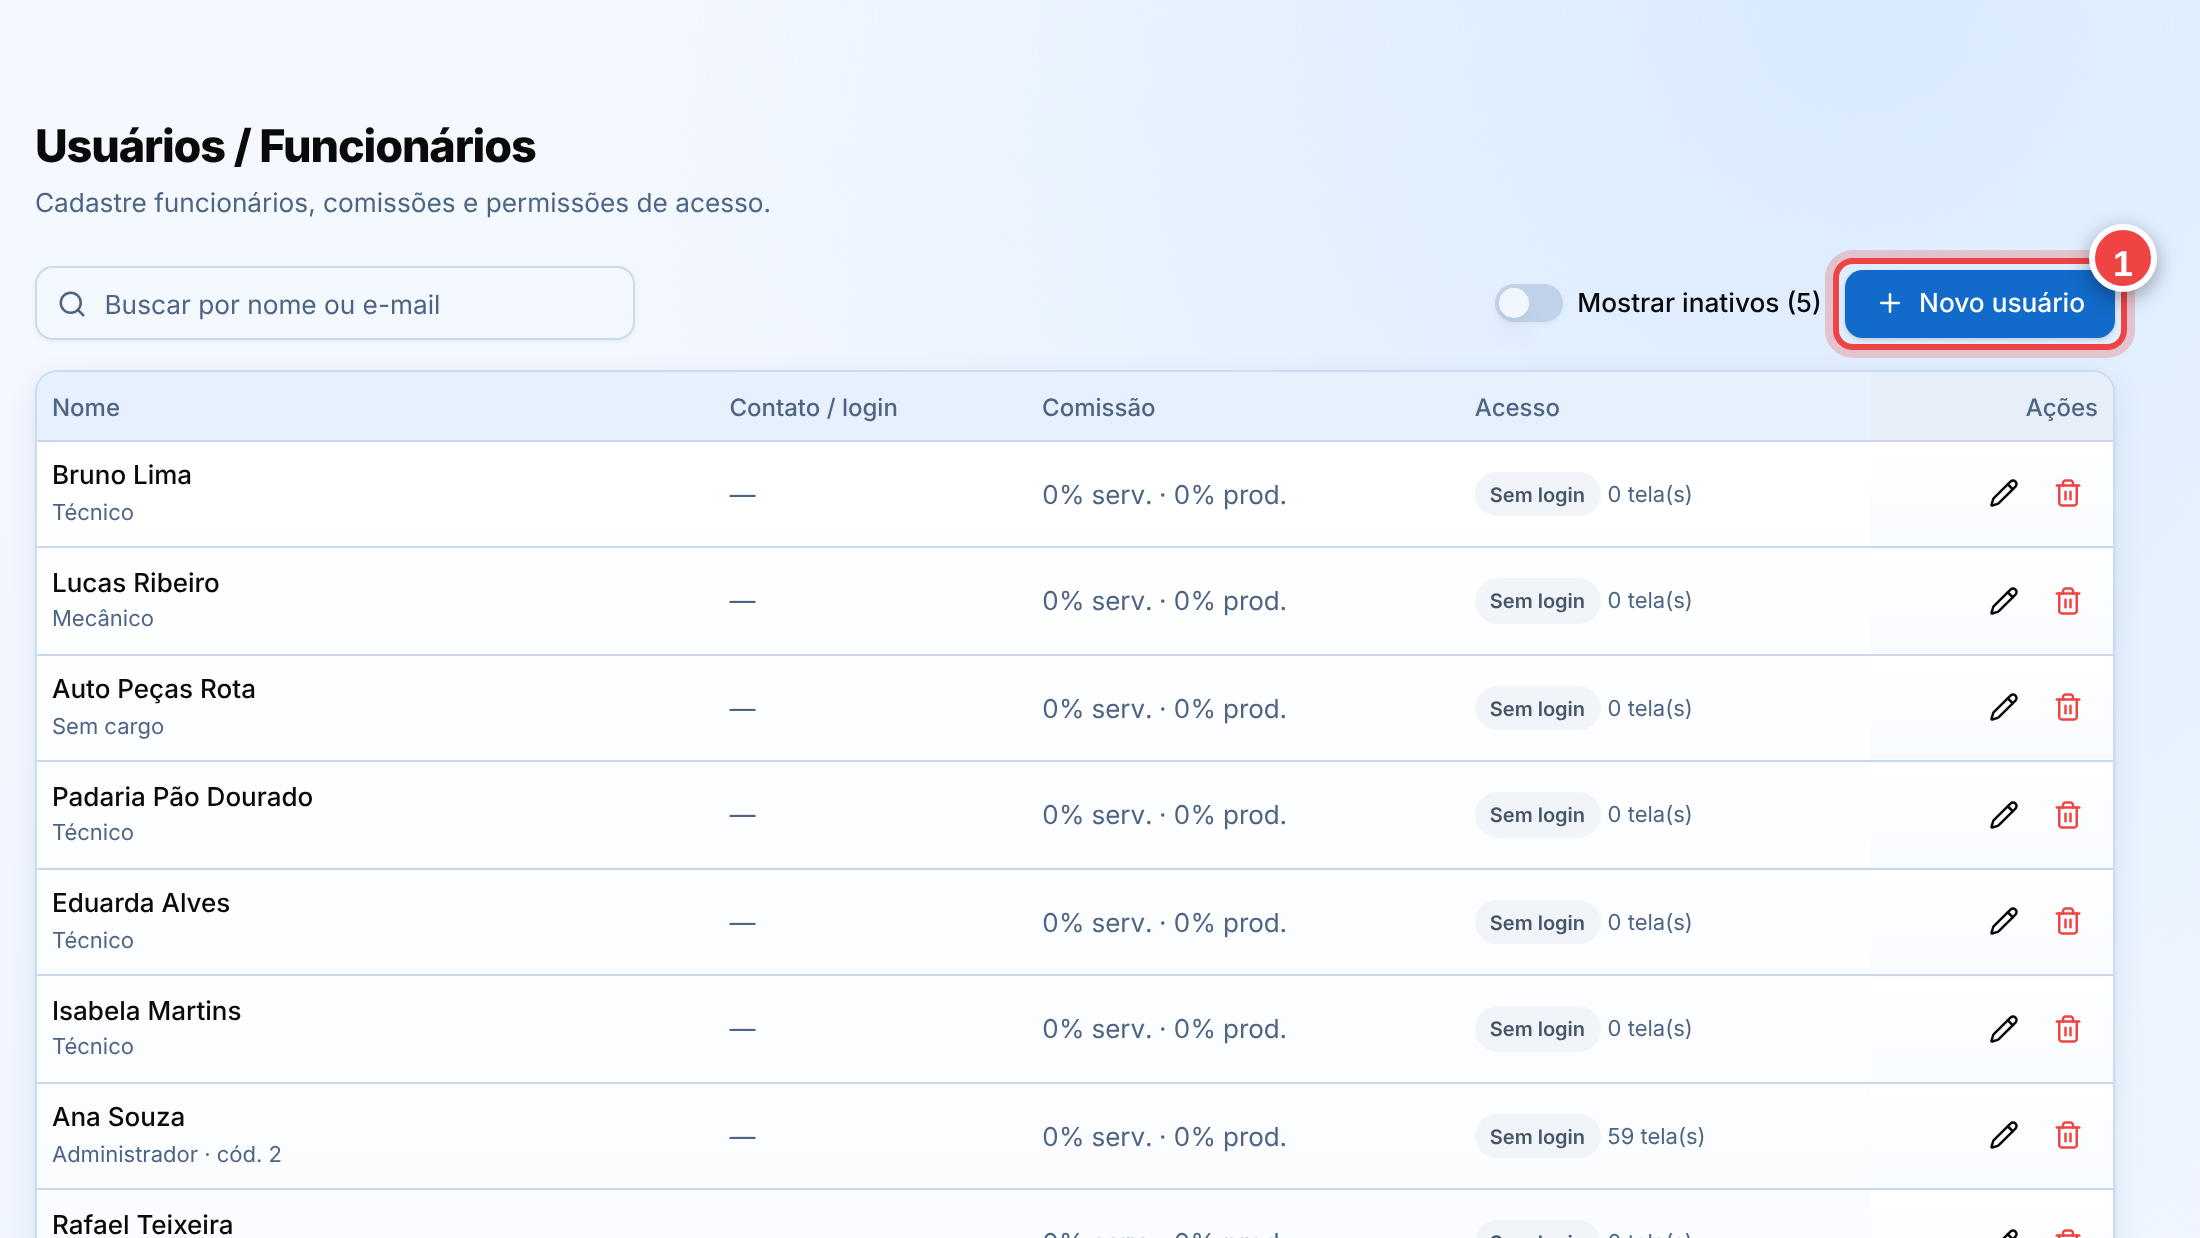 Usuários / Funcionários
Cadastre funcionários, comissões e permissões de acesso.
Buscar por nome ou e-mail
Mostrar inativos (5)
+ Novo usuário
1
Nome Contato / login Comissão Acesso Ações
Bruno Lima
Técnico
— 0% serv. · 0% prod. Sem login 0 tela(s)
Lucas Ribeiro
Mecânico
— 0% serv. · 0% prod. Sem login 0 tela(s)
Auto Peças Rota
Sem cargo
— 0% serv. · 0% prod. Sem login 0 tela(s)
Padaria Pão Dourado
Técnico
— 0% serv. · 0% prod. Sem login 0 tela(s)
Eduarda Alves
Técnico
— 0% serv. · 0% prod. Sem login 0 tela(s)
Isabela Martins
Técnico
— 0% serv. · 0% prod. Sem login 0 tela(s)
Ana Souza
Administrador · cód. 2
— 0% serv. · 0% prod. Sem login 59 tela(s)
Rafael Teixeira